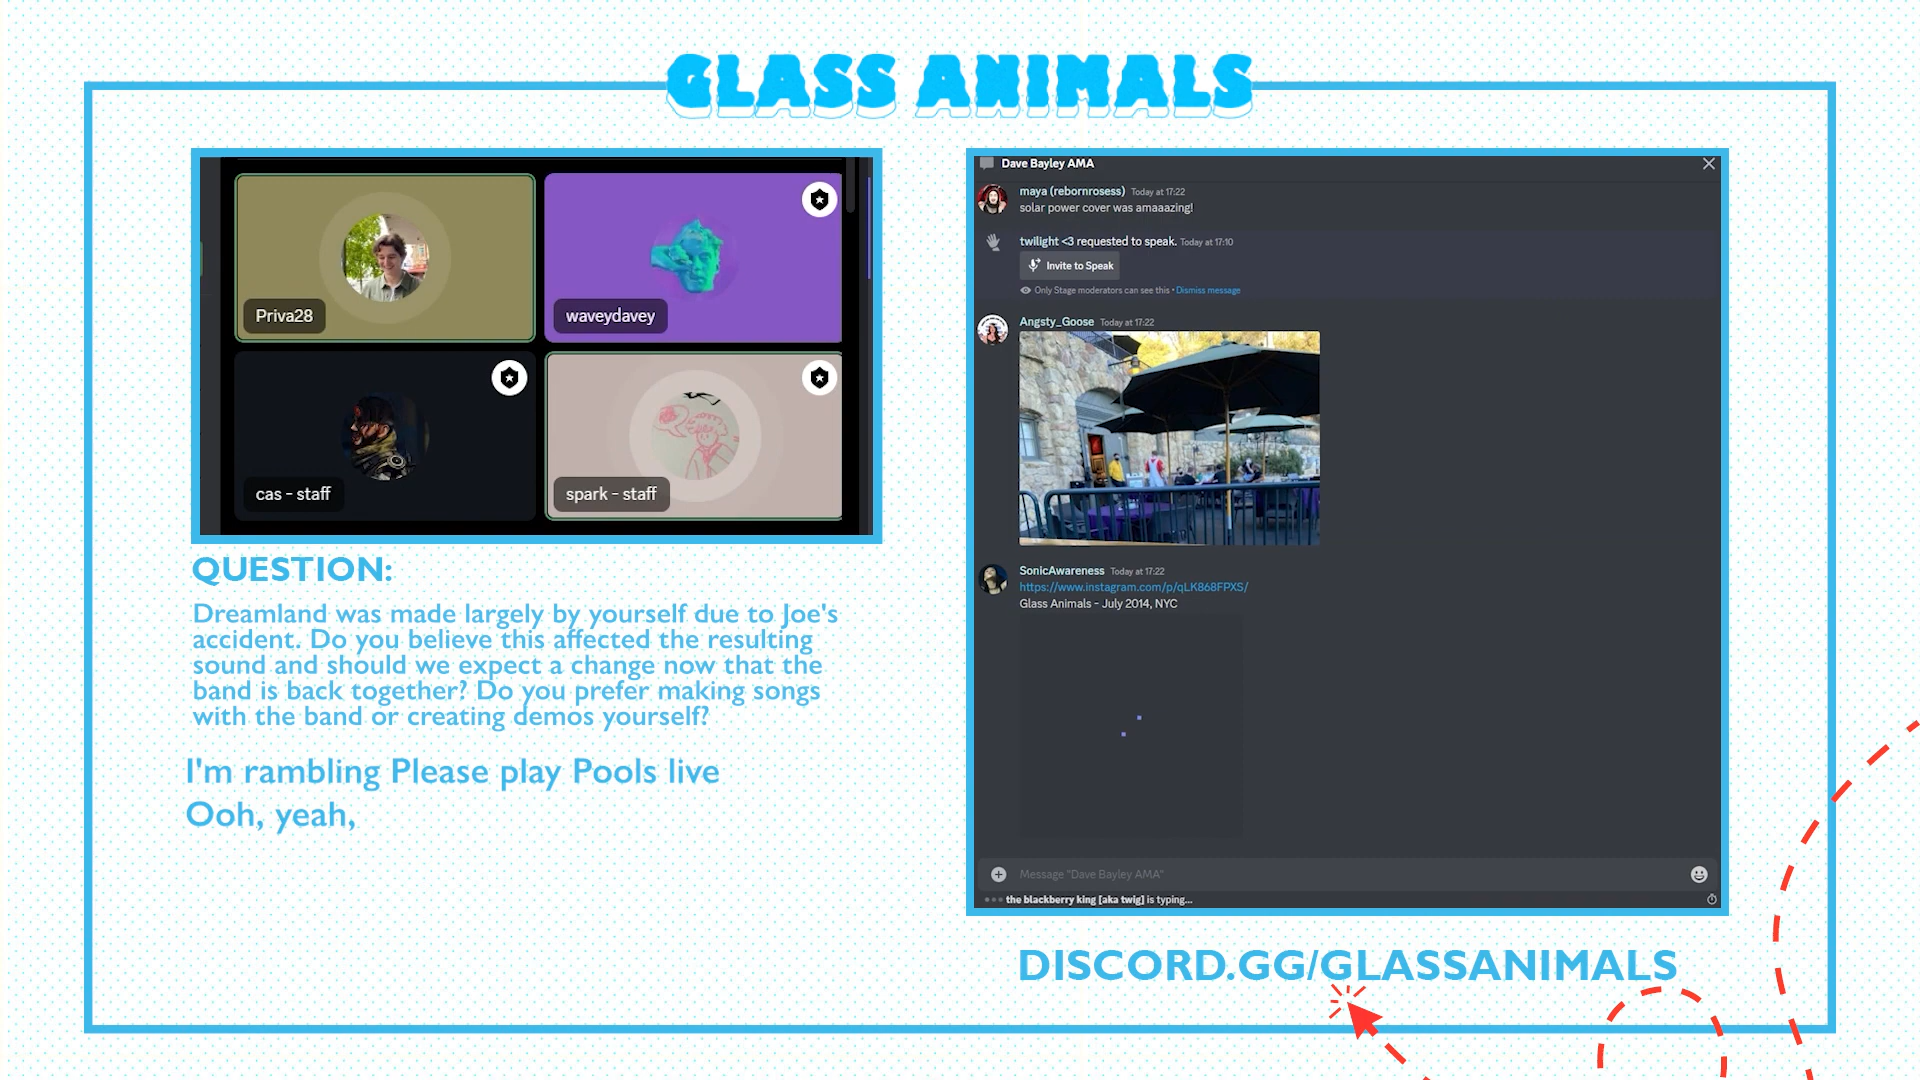 GLASS ANIMALS
Priva28
waveydavey
cas - staff
spark - staff
QUESTION:
Dreamland was made largely by yourself due to Joe's
accident. Do you believe this affected the resulting
sound and should we expect a change now that the
band is back together? Do you prefer making songs
with the band or creating demos yourself?
I'm rambling Please play Pools live
Ooh, yeah,
Dave Bayley AMA
maya (rebornrosess) Today at 17:22
solar power cover was amaaazing!
twilight <3 requested to speak. Today at 17:10
Invite to Speak
Only Stage moderators can see this • Dismiss message
Angsty_Goose Today at 17:22
SonicAwareness Today at 17:22
https://www.instagram.com/p/qLK868FPXS/
Glass Animals - July 2014, NYC
Message "Dave Bayley AMA"
the blackberry king [aka twig] is typing...
DISCORD.GG/GLASSANIMALS